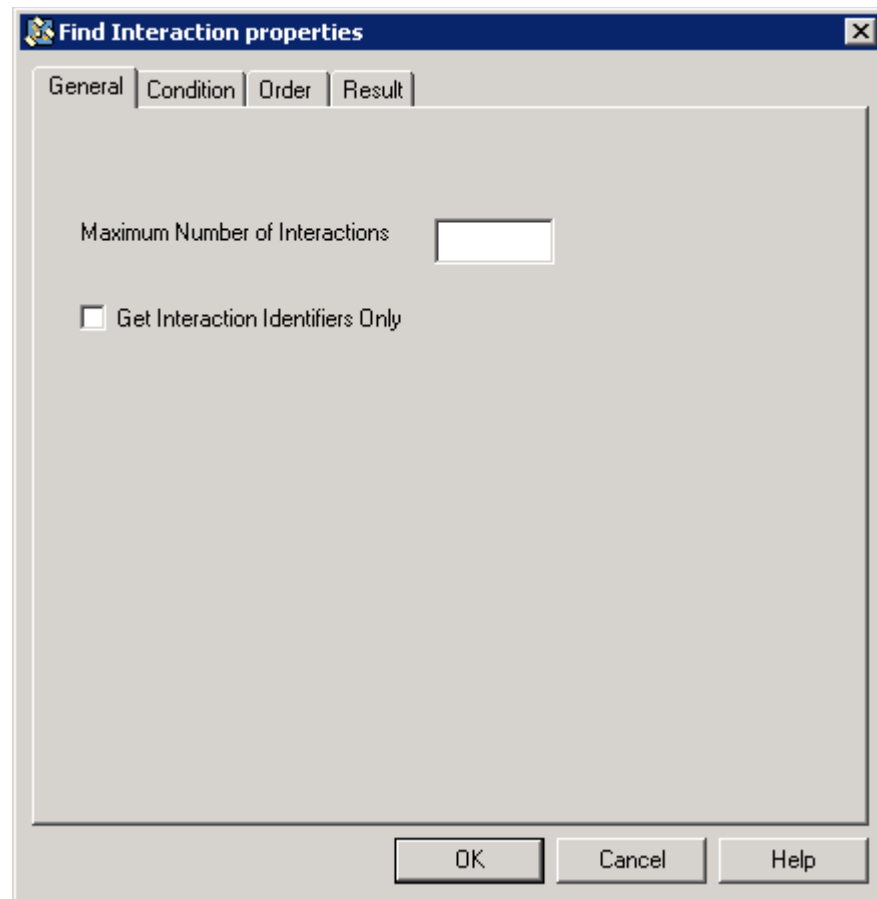 Find Interaction properties
General Condition Order Result
Maximum Number of Interactions
Get Interaction Identifiers Only
OK Cancel Help